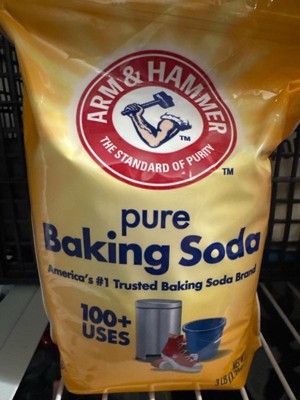 ARM & HAMMER
TM
THE STANDARD OF PURITY
TM
pure
Baking Soda
America's #1 Trusted Baking Soda Brand
100+
USES